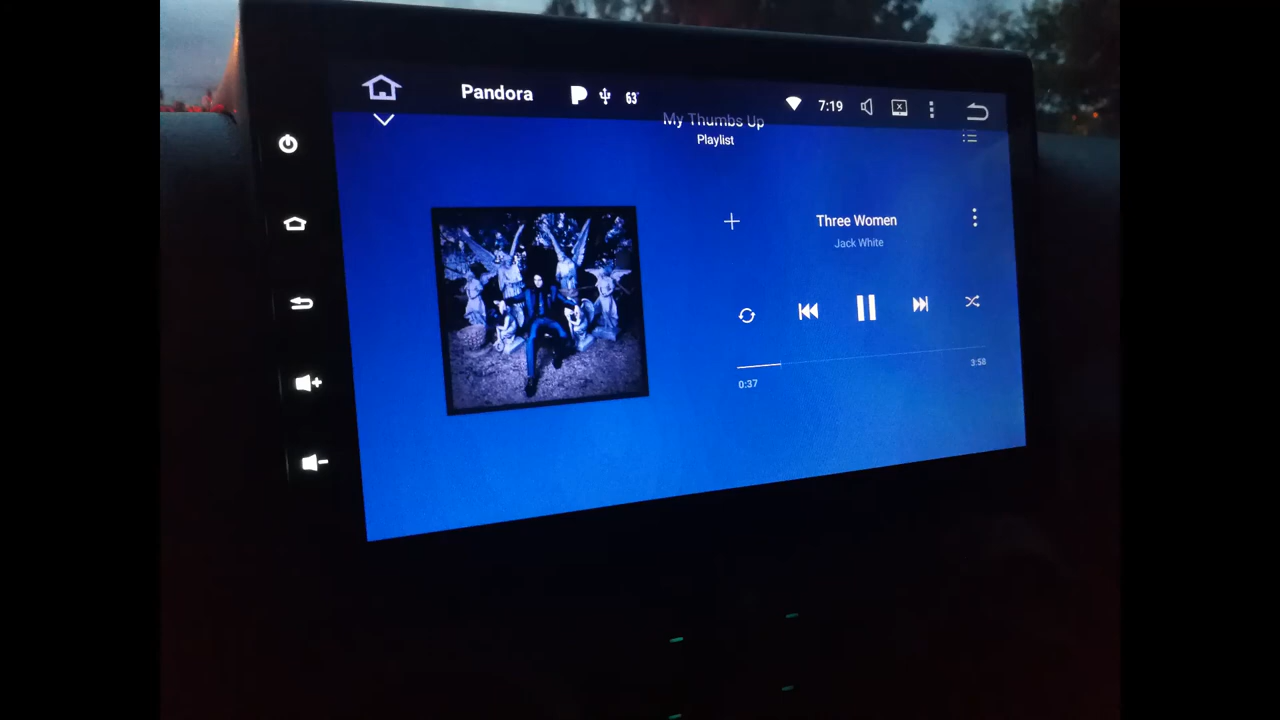 Pandora
63°
7:19
My Thumbs Up
Playlist
Three Women
Jack White
0:37
3:58